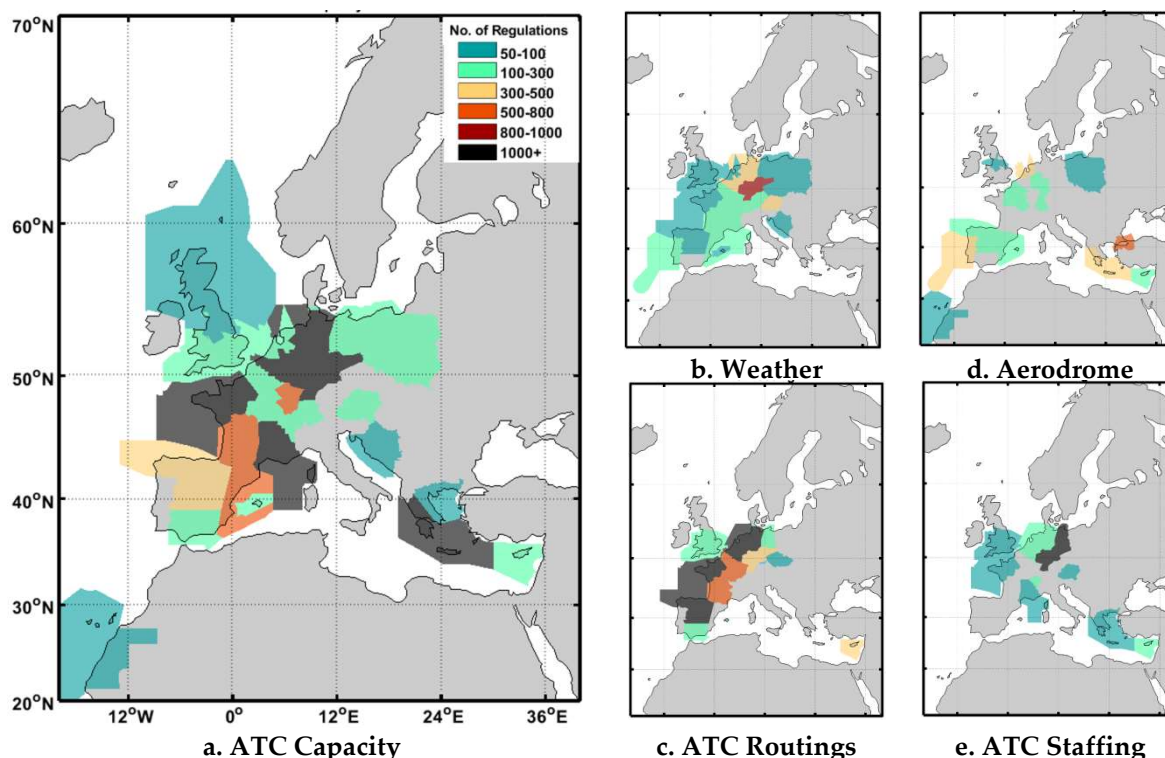 70°N
60°N
50°N
40°N
30°N
20°N
12°W 0° 12°E 24°E 36°E
No. of Regulations
50-100
100-300
300-500
500-800
800-1000
1000+
a. ATC Capacity
b. Weather
d. Aerodrome
c. ATC Routings
e. ATC Staffing